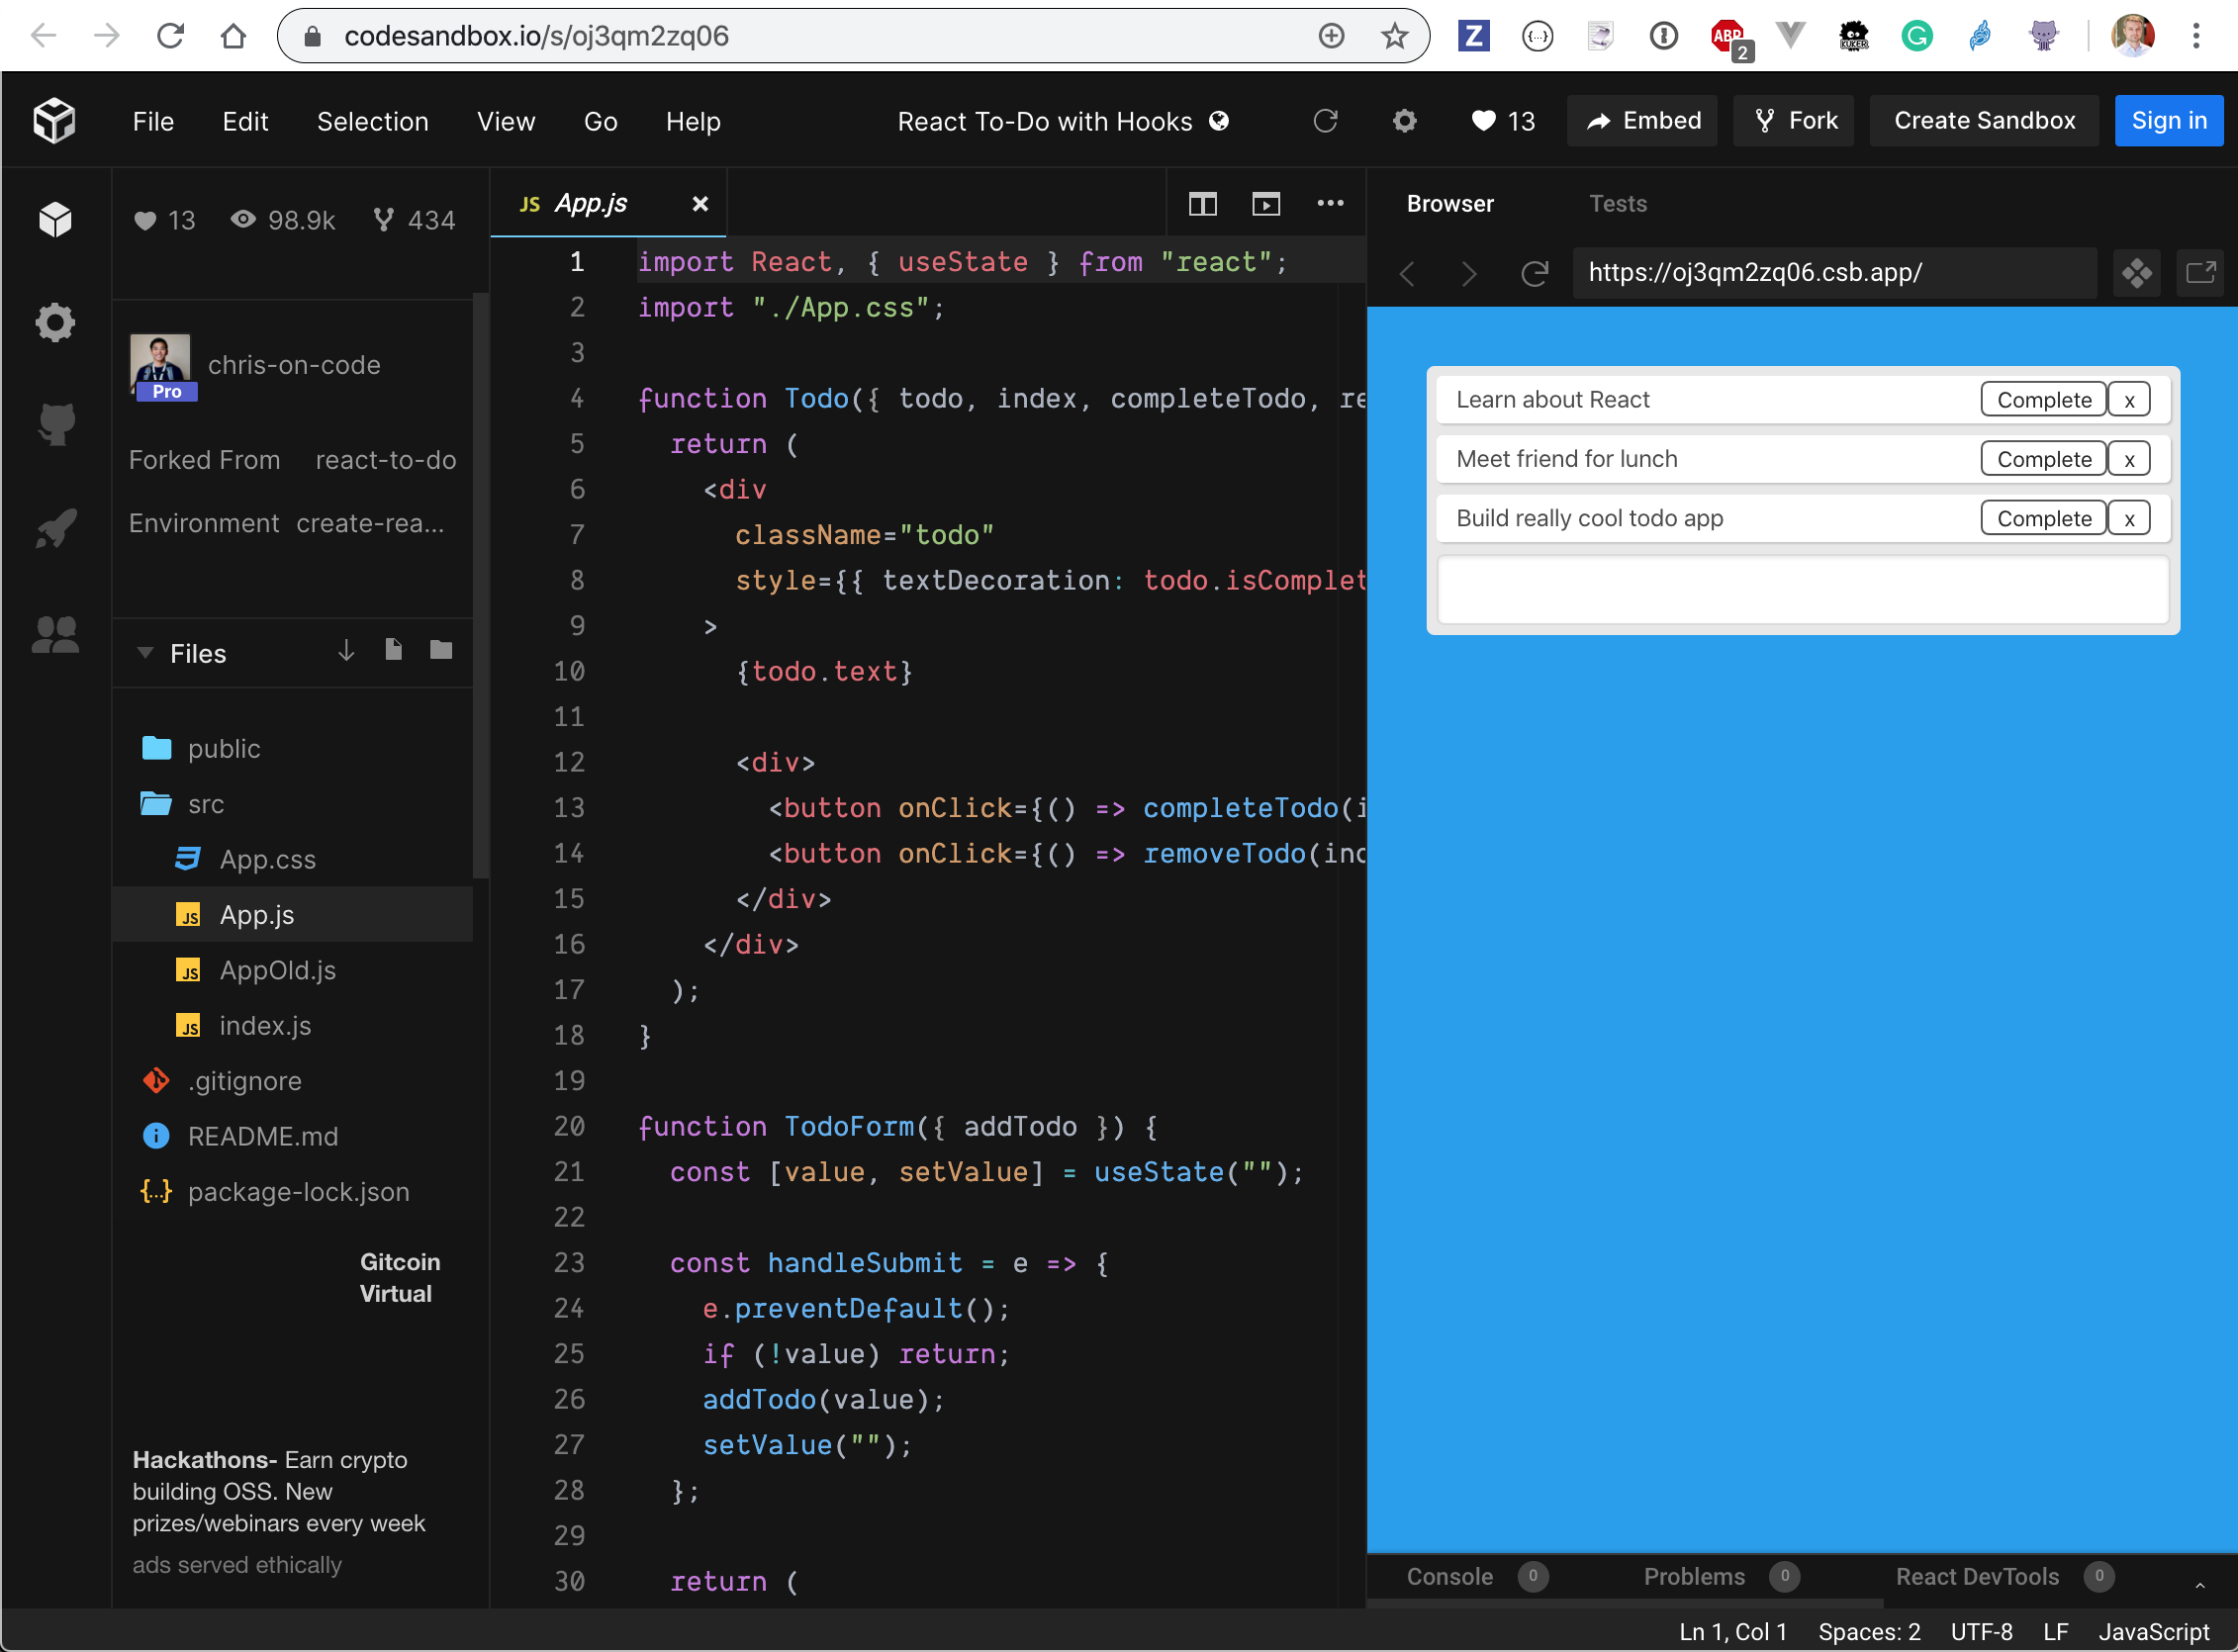 codesandbox.io/s/oj3qm2zq06
Z
{...}
ABP
2
KUKER
G
File Edit Selection View Go Help
React To-Do with Hooks
13
Embed
Fork
Create Sandbox
Sign in
13 98.9k 434
chris-on-code
Pro
Forked From react-to-do
Environment create-rea...
Files
public
src
App.css
JS App.js
JS AppOld.js
JS index.js
.gitignore
README.md
{...} package-lock.json
Gitcoin
Virtual
Hackathons- Earn crypto
building OSS. New
prizes/webinars every week
ads served ethically
JS App.js
1 import React, { useState } from "react";
2 import "./App.css";
3
4 function Todo({ todo, index, completeTodo, re
5 return (
6 <div
7 className="todo"
8 style={{ textDecoration: todo.isComplet
9 >
10 {todo.text}
11
12 <div>
13 <button onClick={() => completeTodo(i
14 <button onClick={() => removeTodo(inc
15 </div>
16 </div>
17 );
18 }
19
20 function TodoForm({ addTodo }) {
21 const [value, setValue] = useState("");
22
23 const handleSubmit = e => {
24 e.preventDefault();
25 if (!value) return;
26 addTodo(value);
27 setValue("");
28 };
29
30 return (
Browser Tests
https://oj3qm2zq06.csb.app/
Learn about React Complete x
Meet friend for lunch Complete x
Build really cool todo app Complete x
Console 0 Problems 0 React DevTools 0
Ln 1, Col 1 Spaces: 2 UTF-8 LF JavaScript